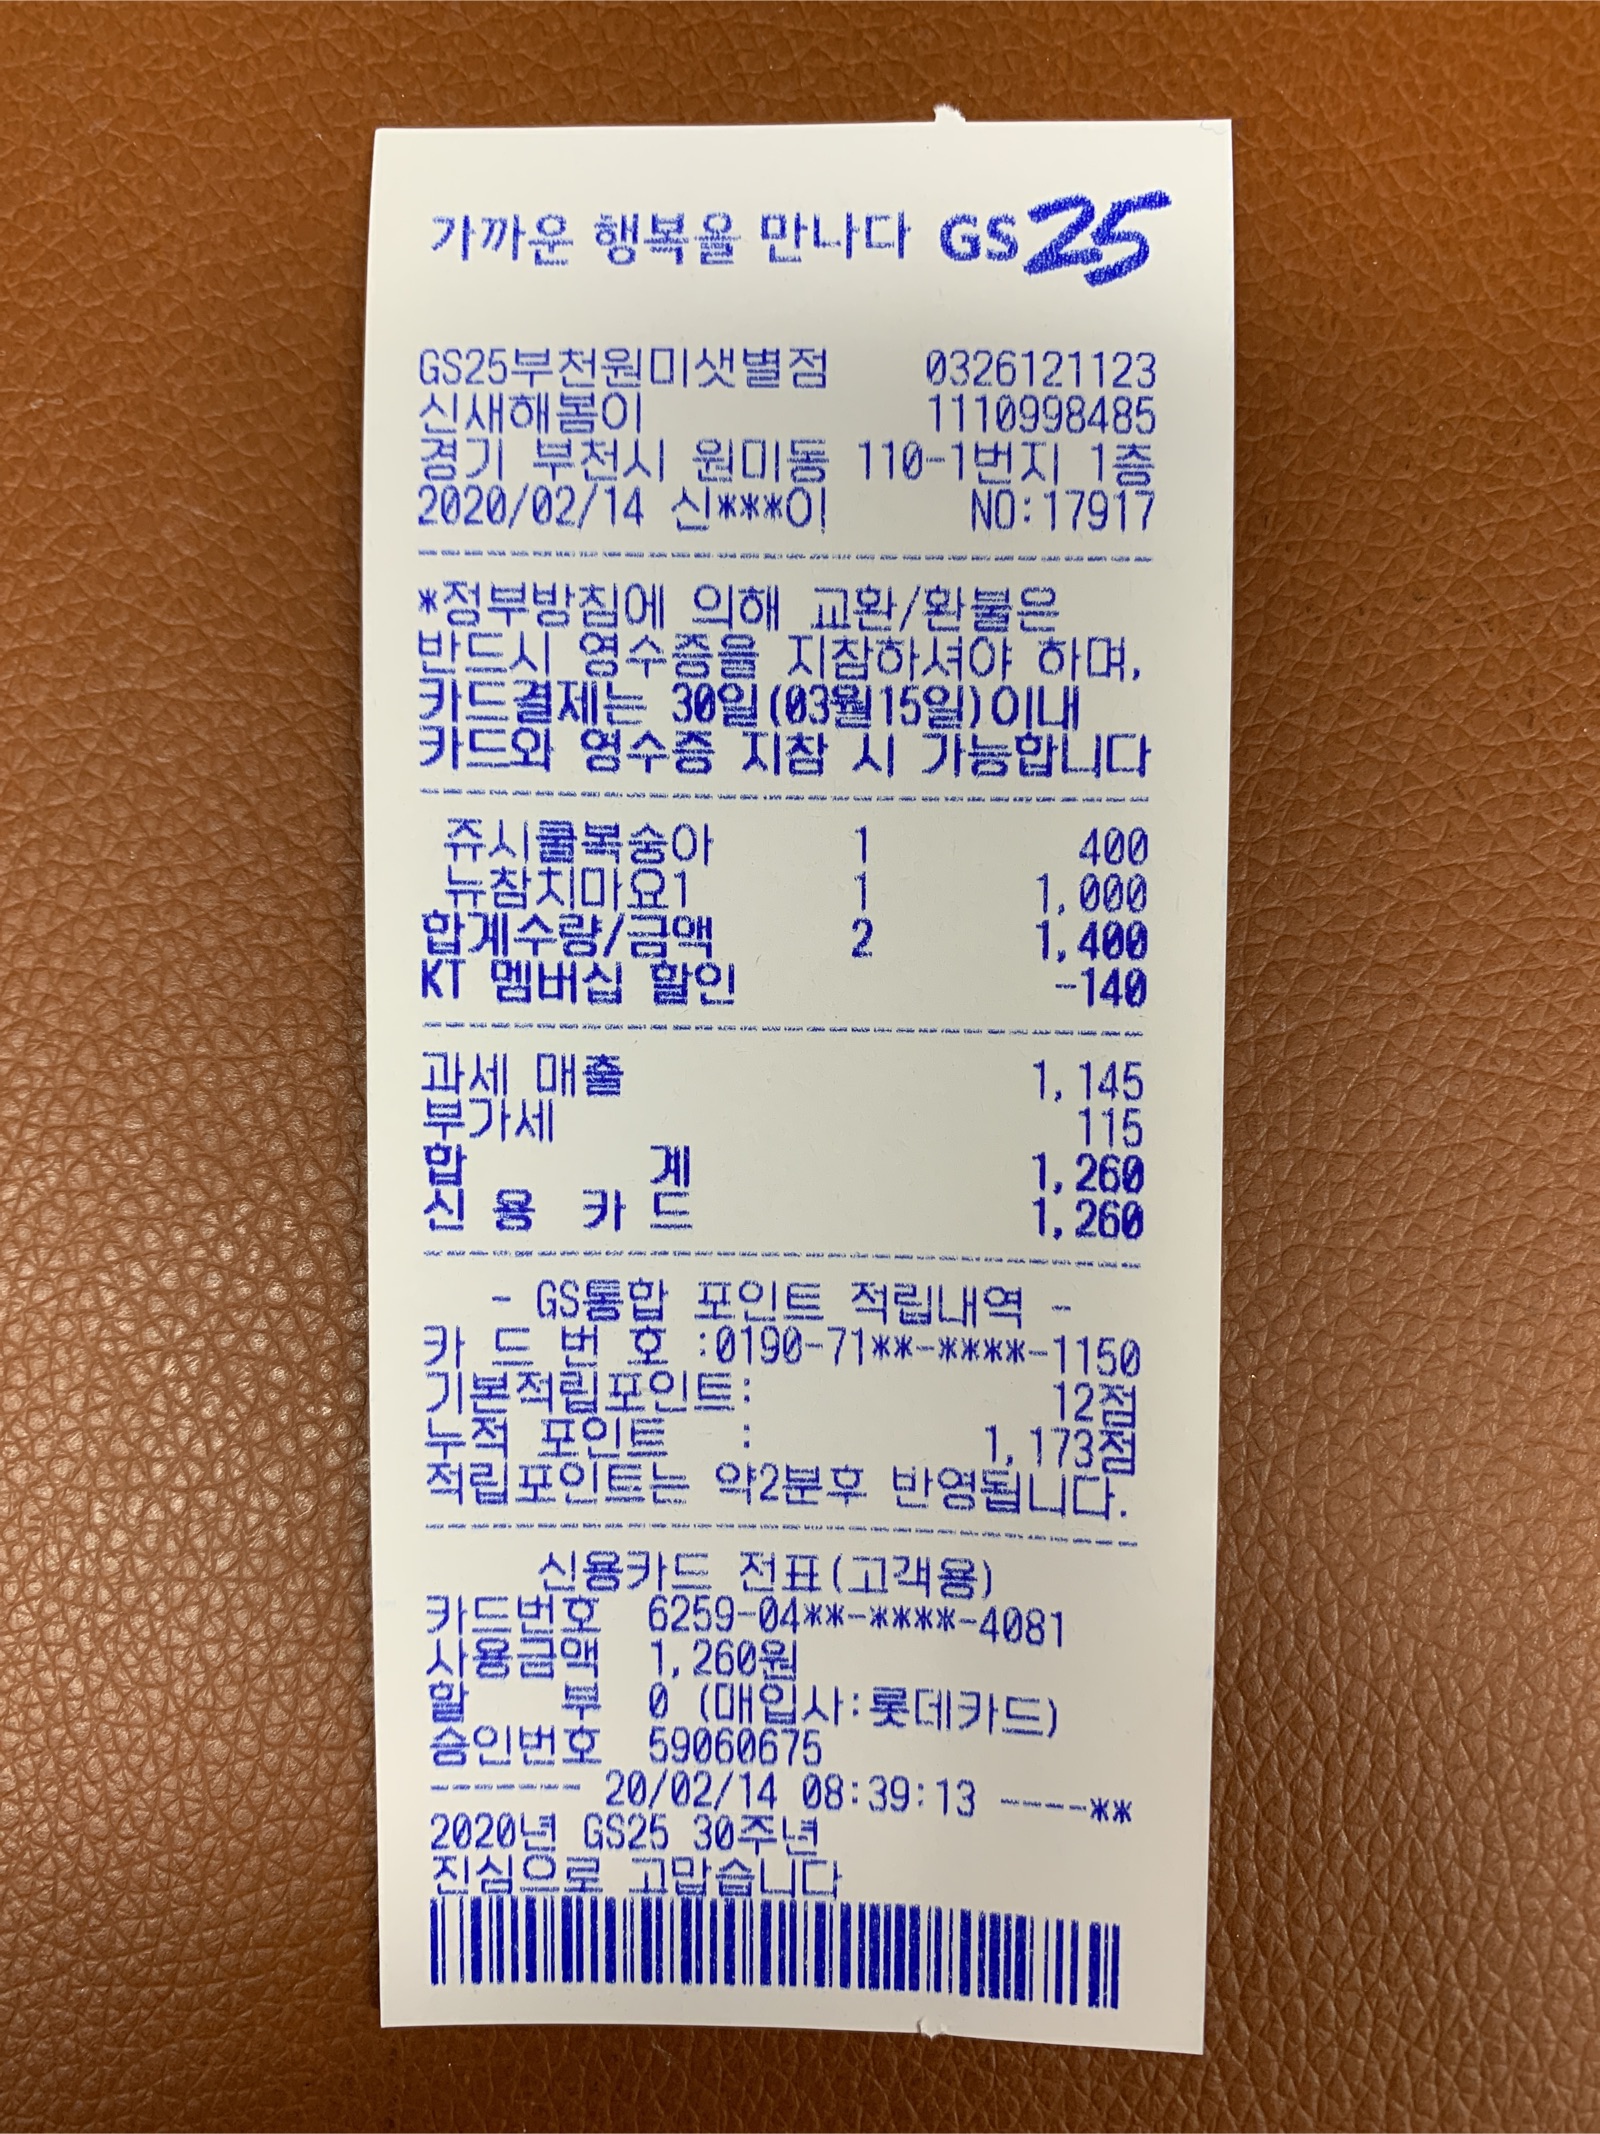 가까운 행복을 만나다 GS25
GS25부천원미샛별점 0326121123
신새해봄이 1110998485
경기 부천시 원미동 110-1번지 1층
2020/02/14 신***이 NO:17917
*정부방침에 의해 교환/환불은
반드시 영수증을 지참하셔야 하며,
카드결제는 30일(03월15일)이내
카드와 영수증 지참 시 가능합니다
쥬시쿨복숭아 1 400
뉴참치마요1 1 1,000
합계수량/금액 2 1,400
KT 멤버십 할인 -140
과세 매출 1,145
부가세 115
합 계 1,260
신 용 카 드 1,260
- GS통합 포인트 적립내역 -
카 드 번 호 :0190-71**-****-1150
기본적립포인트: 12점
누적 포인트 : 1,173점
적립포인트는 약2분후 반영됩니다.
신용카드 전표(고객용)
카드번호 6259-04**-****-4081
사용금액 1,260원
할 부 0 (매입사:롯데카드)
승인번호 59060675
------ 20/02/14 08:39:13 ----**
2020년 GS25 30주년
진심으로 고맙습니다